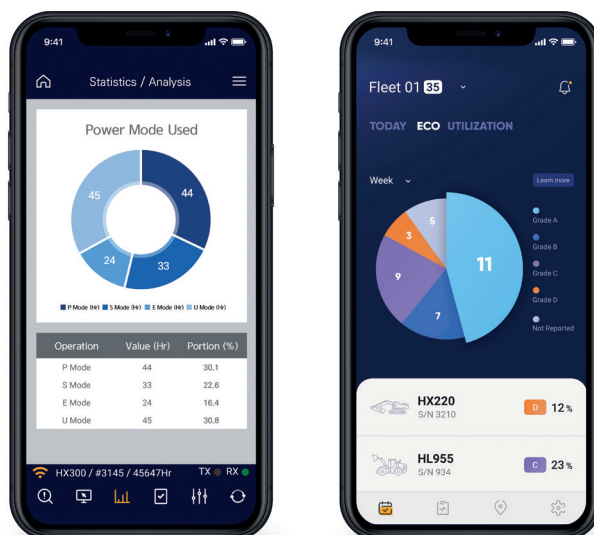 9:41
Statistics / Analysis
Power Mode Used
45
44
24
33
P Mode (Hr) S Mode (Hr) E Mode (Hr) U Mode (Hr)
Operation Value (Hr) Portion (%)
P Mode 44 30.1
S Mode 33 22.6
E Mode 24 16.4
U Mode 45 30.8
HX300 / #3145 / 45647Hr TX RX
9:41
Fleet 01 35
TODAY ECO UTILIZATION
Week
Learn more
5
3
11
9
7
Grade A
Grade B
Grade C
Grade D
Not Reported
HX220
S/N 3210
D 12%
HL955
S/N 934
C 23%